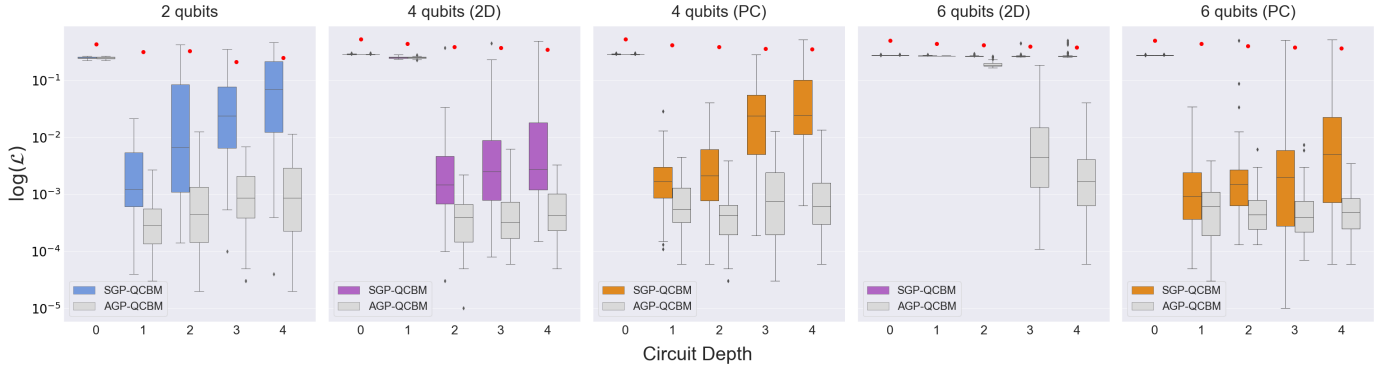 2 qubits
4 qubits (2D)
4 qubits (PC)
6 qubits (2D)
6 qubits (PC)
log(ℒ)
10⁻¹
10⁻²
10⁻³
10⁻⁴
10⁻⁵
SGP-QCBM
AGP-QCBM
SGP-QCBM
AGP-QCBM
SGP-QCBM
AGP-QCBM
SGP-QCBM
AGP-QCBM
SGP-QCBM
AGP-QCBM
0 1 2 3 4
0 1 2 3 4
0 1 2 3 4
0 1 2 3 4
0 1 2 3 4
Circuit Depth